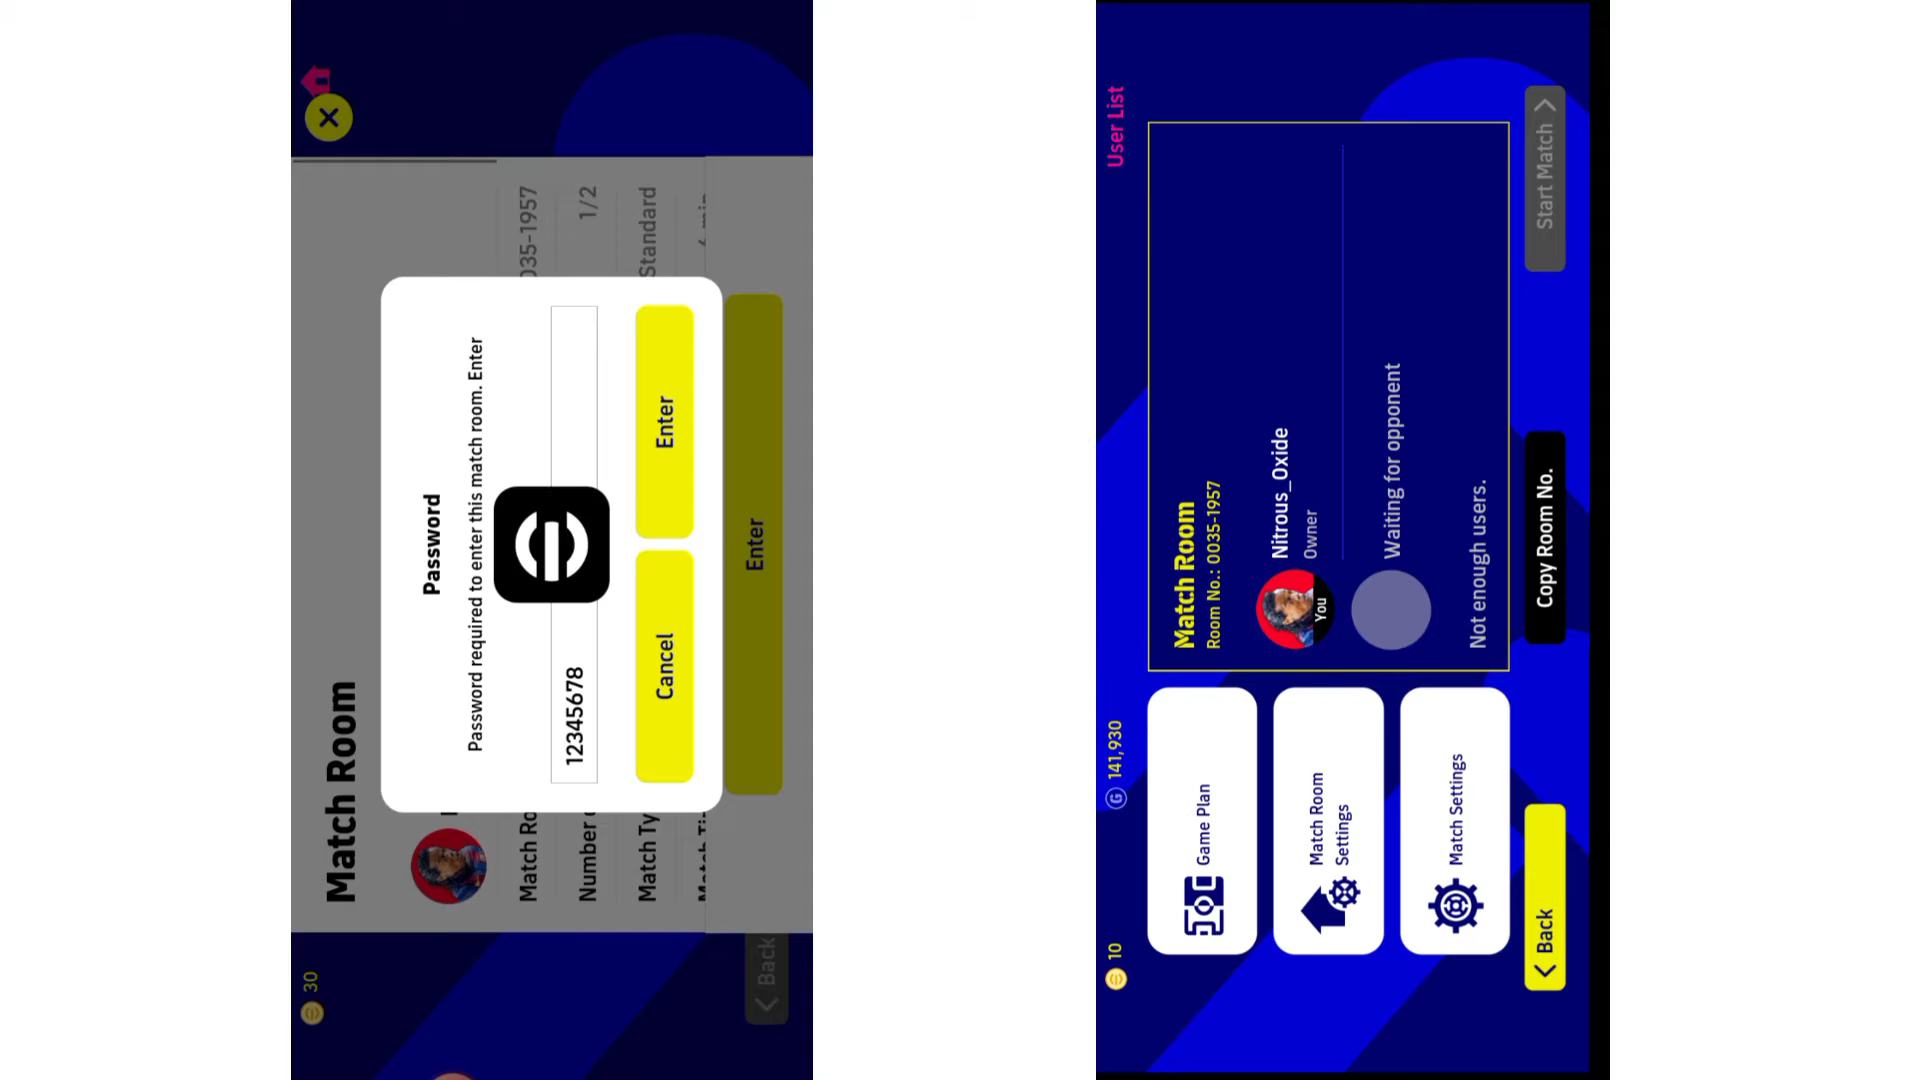 Match Room
Match Ro
035-1957
Number
1/2
Match Ty
Standard
30
Back
Enter
Password
Password required to enter this match room. Enter
12345678
Cancel
Enter
10
G 141,930
User List
Game Plan
Match Room
Settings
Match Settings
Match Room
Room No.: 0035-1957
Nitrous_Oxide
Owner
You
Waiting for opponent
Not enough users.
Back
Copy Room No.
Start Match